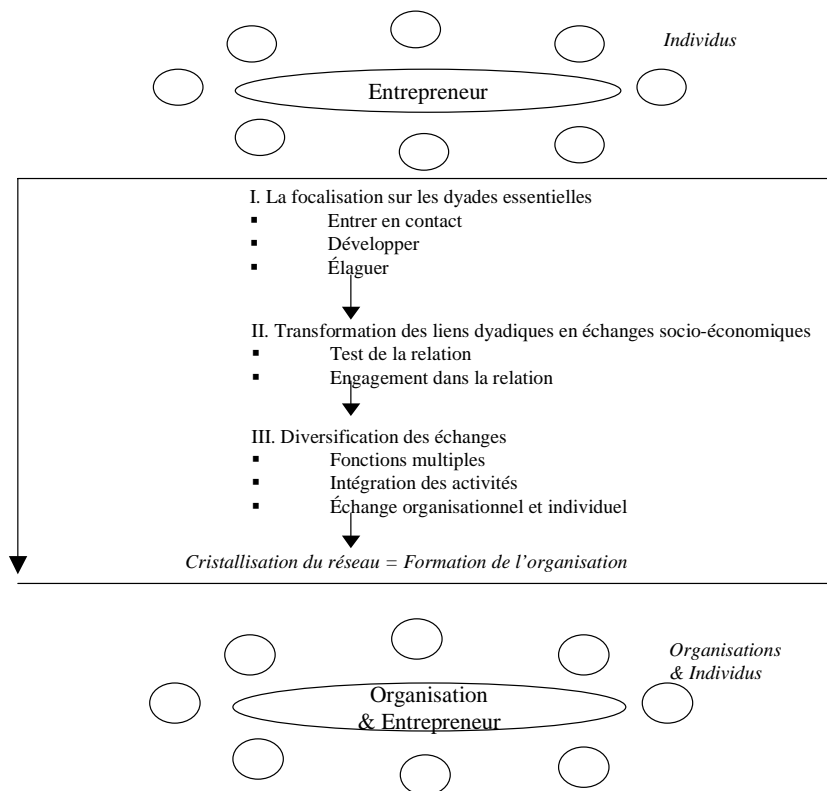 Individus
Entrepreneur
I. La focalisation sur les dyades essentielles
▪ Entrer en contact
▪ Développer
▪ Élaguer
II. Transformation des liens dyadiques en échanges socio-économiques
▪ Test de la relation
▪ Engagement dans la relation
III. Diversification des échanges
▪ Fonctions multiples
▪ Intégration des activités
▪ Échange organisationnel et individuel
Cristallisation du réseau = Formation de l’organisation
Organisations
& Individus
Organisation
& Entrepreneur